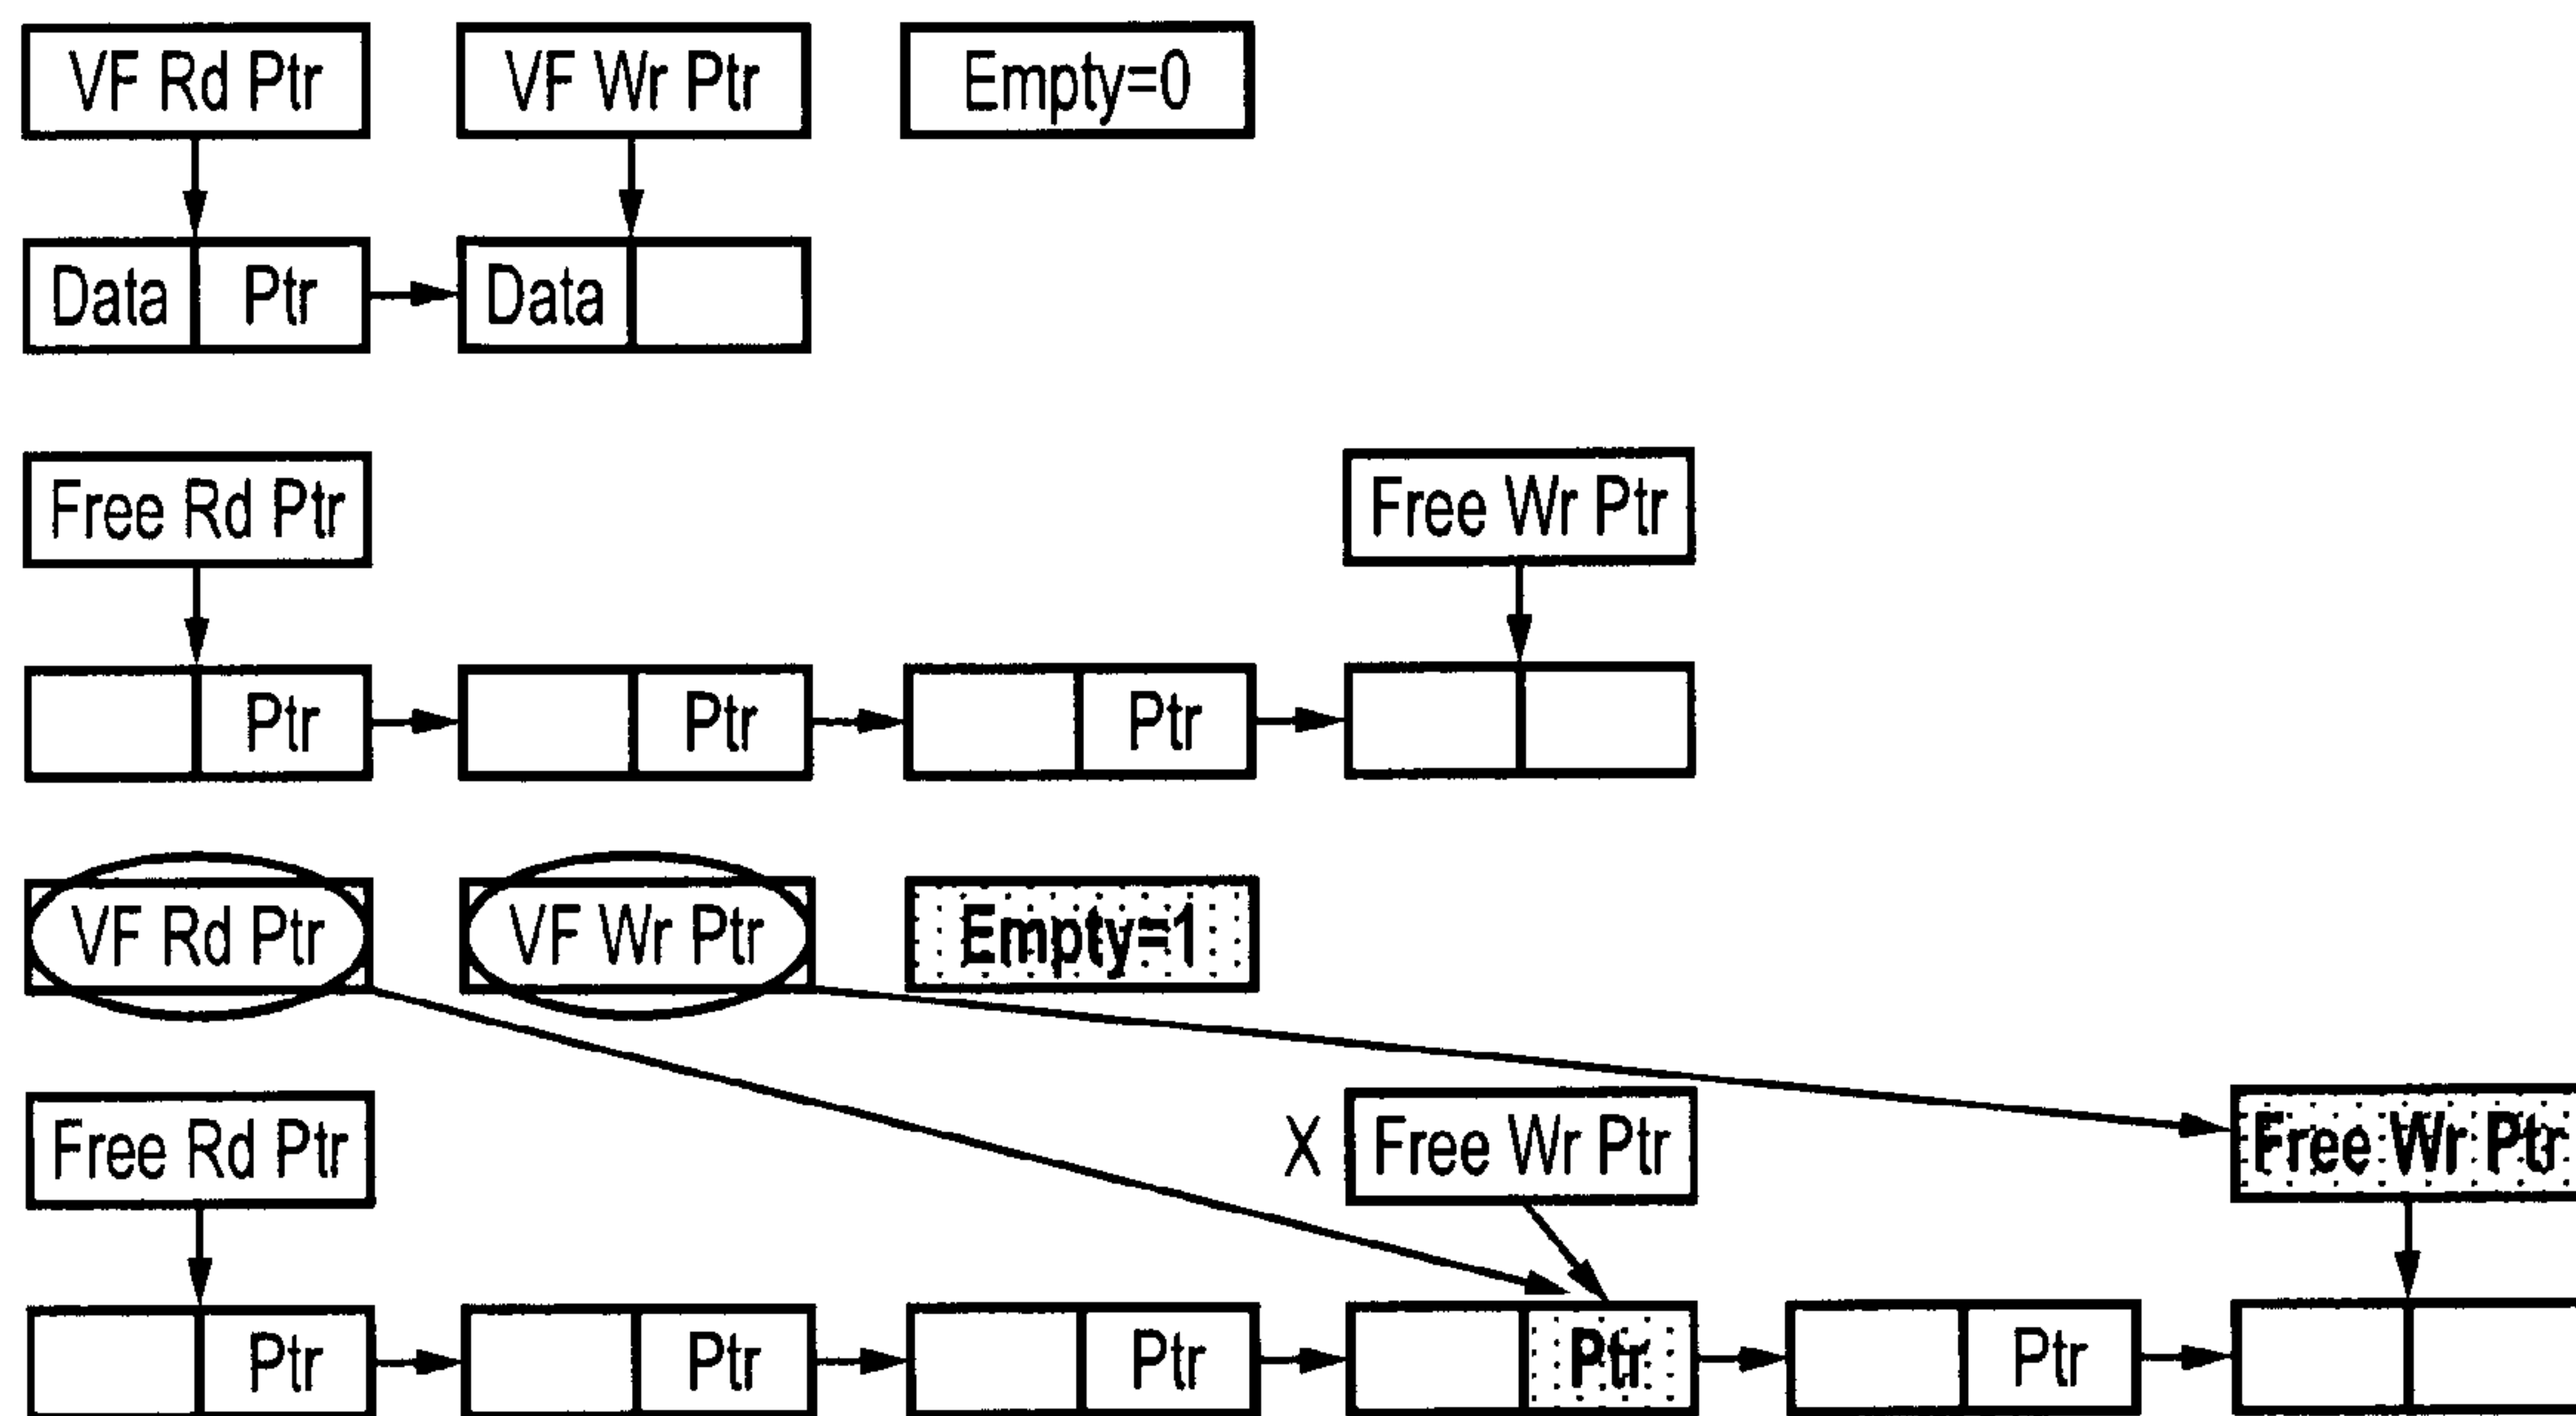 VF Rd Ptr VF Wr Ptr Empty=0
Data Ptr Data
Free Rd Ptr Free Wr Ptr
Ptr Ptr Ptr
VF Rd Ptr VF Wr Ptr Empty=1
Free Rd Ptr X Free Wr Ptr Free Wr Ptr
Ptr Ptr Ptr Ptr Ptr